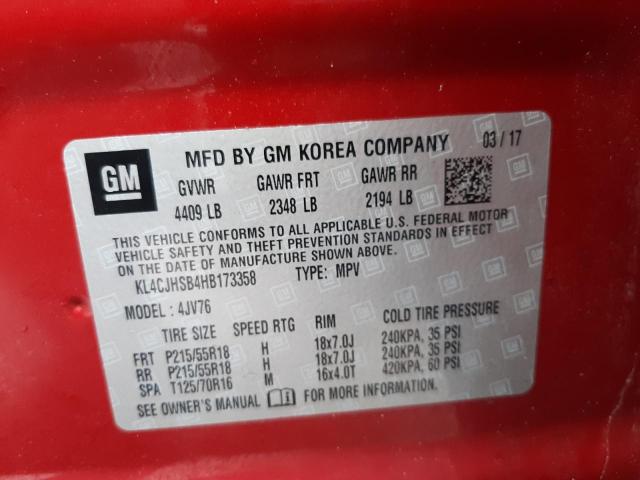 GM
MFD BY GM KOREA COMPANY 03 / 17
GVWR GAWR FRT GAWR RR
4409 LB 2348 LB 2194 LB
THIS VEHICLE CONFORMS TO ALL APPLICABLE U.S. FEDERAL MOTOR
VEHICLE SAFETY AND THEFT PREVENTION STANDARDS IN EFFECT
ON THE DATE OF MANUFACTURE SHOWN ABOVE.
KL4CJHSB4HB173358 TYPE: MPV
MODEL : 4JV76
TIRE SIZE SPEED RTG RIM COLD TIRE PRESSURE
FRT P215/55R18 H 18x7.0J 240KPA, 35 PSI
RR P215/55R18 H 18x7.0J 240KPA, 35 PSI
SPA T125/70R16 M 16x4.0T 420KPA, 60 PSI
SEE OWNER'S MANUAL FOR MORE INFORMATION.